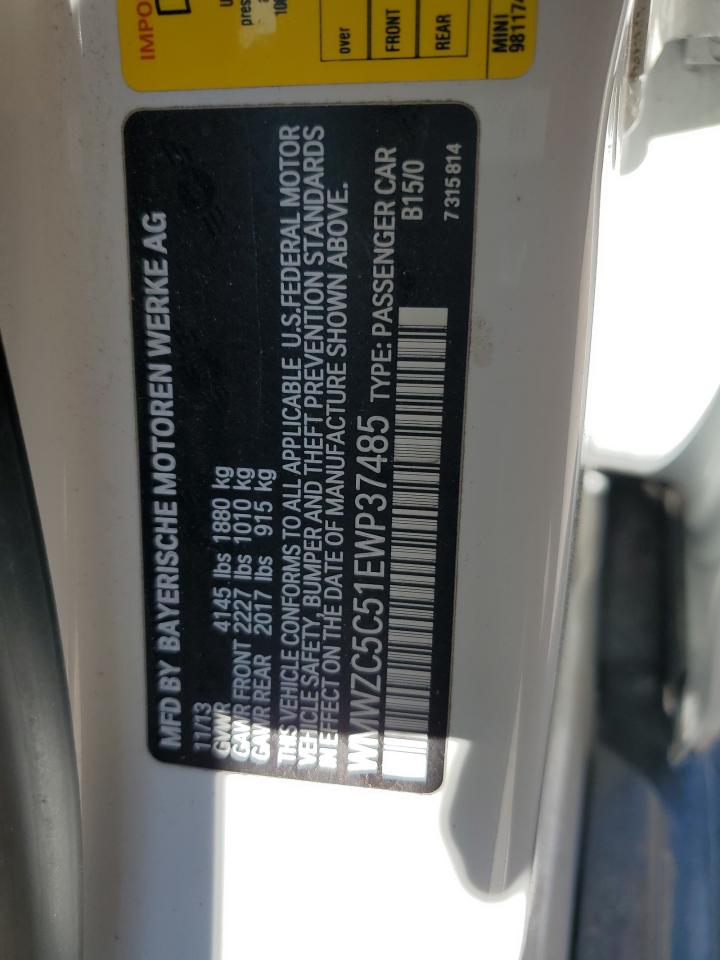 MFD BY BAYERISCHE MOTOREN WERKE AG
11/13
GVWR 4145 lbs 1880 kg
GAWR FRONT 2227 lbs 1010 kg
GAWR REAR 2017 lbs 915 kg
THIS VEHICLE CONFORMS TO ALL APPLICABLE U.S.FEDERAL MOTOR
VEHICLE SAFETY, BUMPER AND THEFT PREVENTION STANDARDS
IN EFFECT ON THE DATE OF MANUFACTURE SHOWN ABOVE.
WMWZC5C51EWP37485 TYPE: PASSENGER CAR
B15/0
7 315 814
IMPO
pres
over
FRONT
REAR
MINI
981174